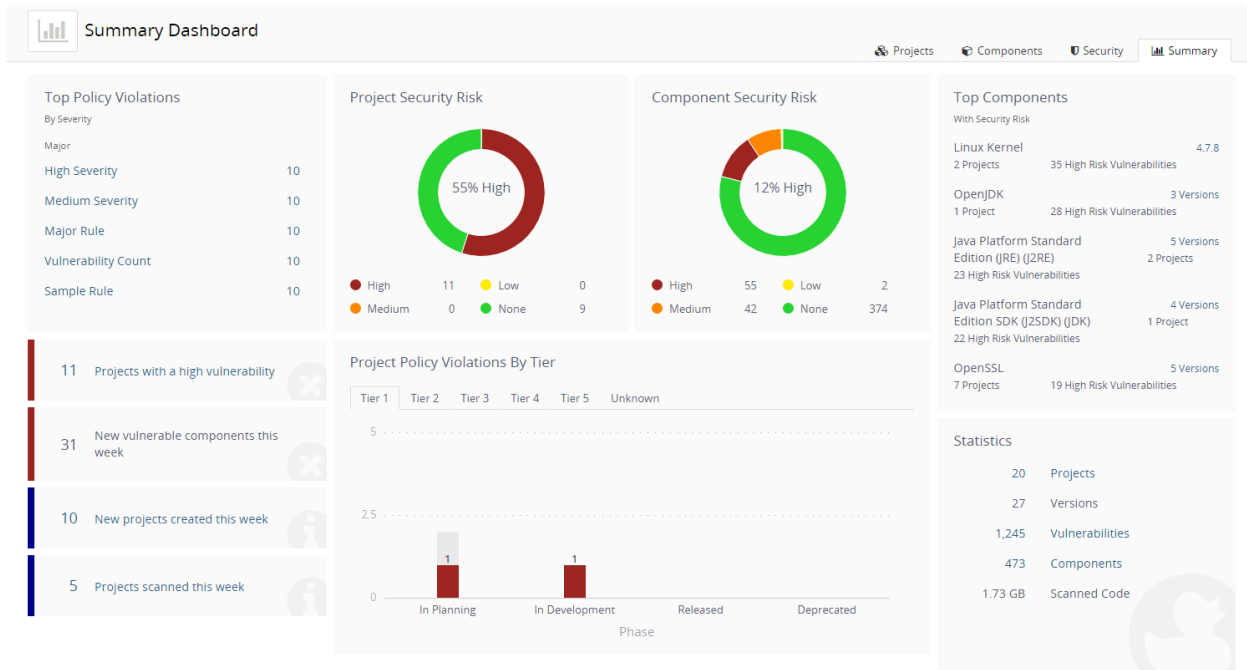 Summary Dashboard
Projects Components Security Summary
Top Policy Violations
By Severity
Major
High Severity 10
Medium Severity 10
Major Rule 10
Vulnerability Count 10
Sample Rule 10
Project Security Risk
55% High
High 11 Low 0
Medium 0 None 9
Component Security Risk
12% High
High 55 Low 2
Medium 42 None 374
Top Components
With Security Risk
Linux Kernel 4.7.8
2 Projects 35 High Risk Vulnerabilities
OpenJDK 3 Versions
1 Project 28 High Risk Vulnerabilities
Java Platform Standard 5 Versions
Edition (JRE) (J2RE) 2 Projects
23 High Risk Vulnerabilities
Java Platform Standard 4 Versions
Edition SDK (J2SDK) (JDK) 1 Project
22 High Risk Vulnerabilities
OpenSSL 5 Versions
7 Projects 19 High Risk Vulnerabilities
11 Projects with a high vulnerability
31 New vulnerable components this
week
10 New projects created this week
5 Projects scanned this week
Project Policy Violations By Tier
Tier 1 Tier 2 Tier 3 Tier 4 Tier 5 Unknown
5
2.5
1 1
0
In Planning In Development Released Deprecated
Phase
Statistics
20 Projects
27 Versions
1,245 Vulnerabilities
473 Components
1.73 GB Scanned Code